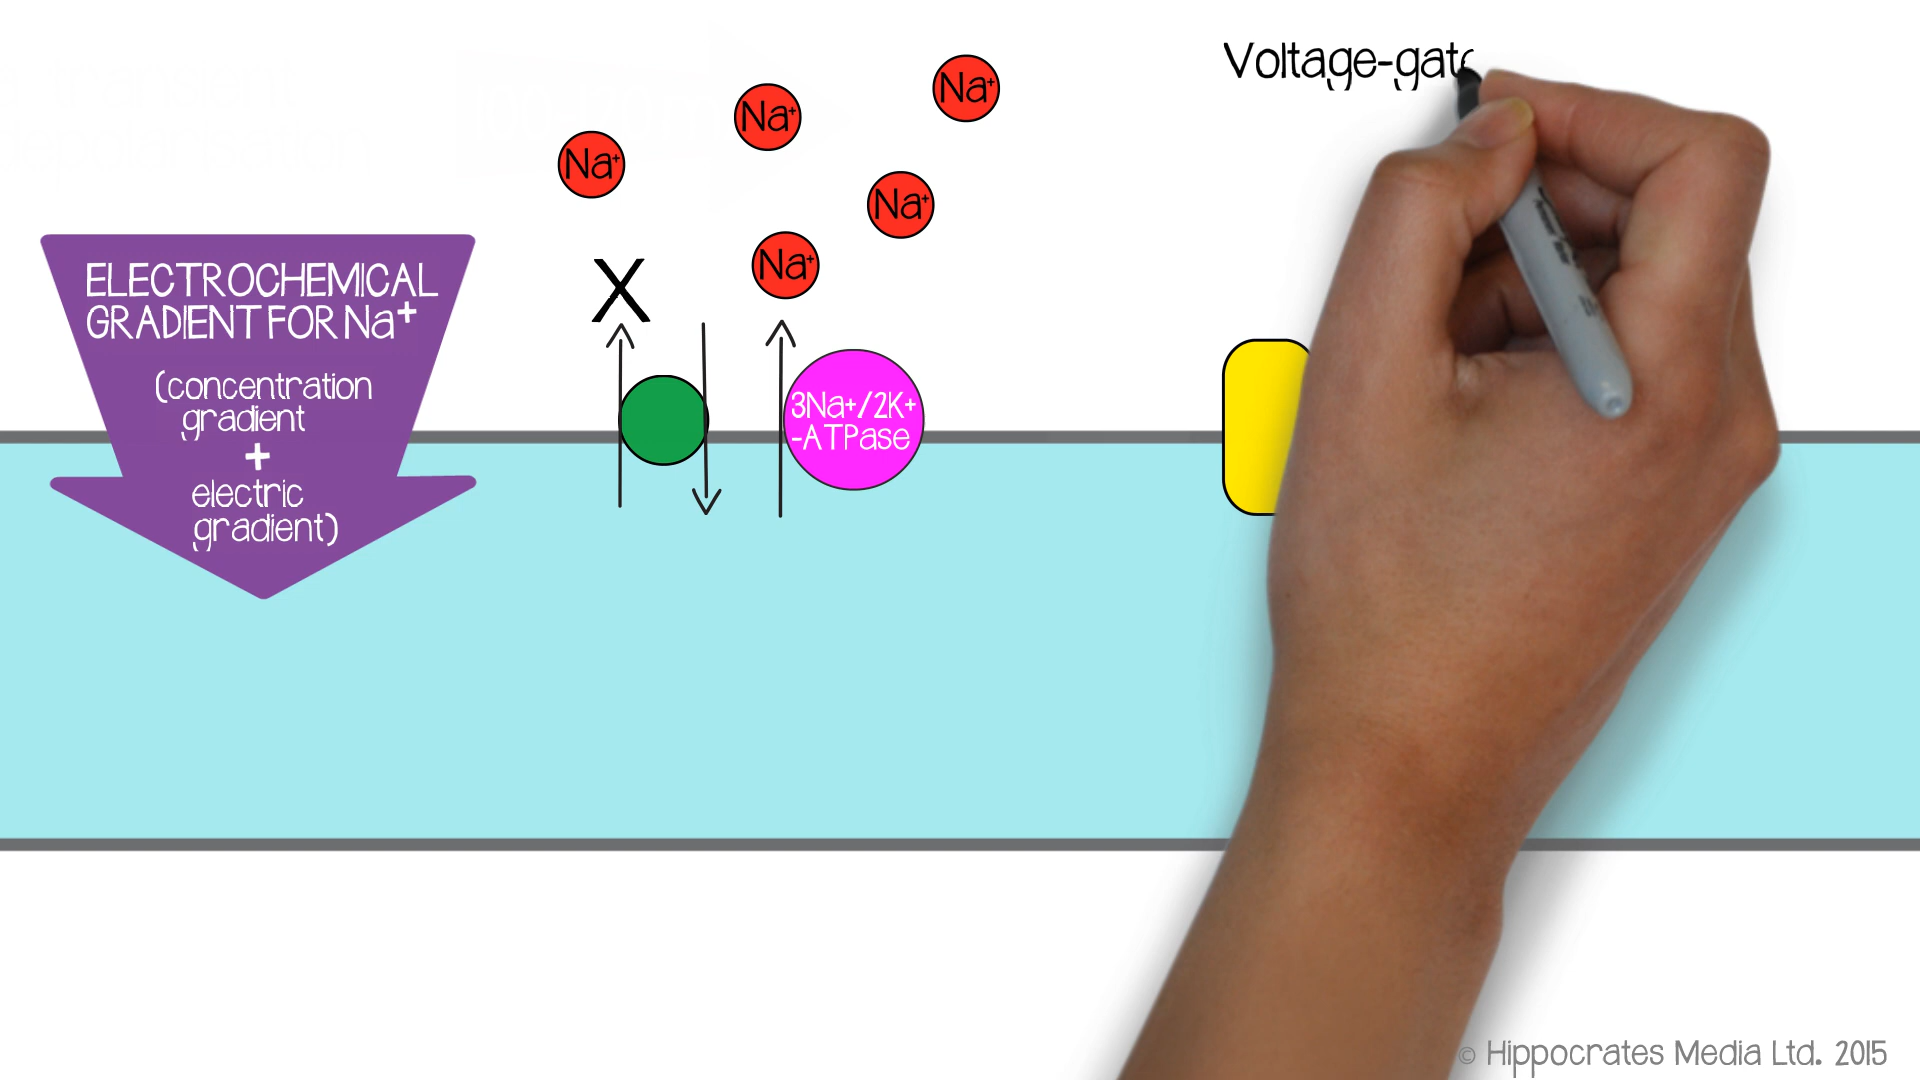 Voltage-gate
Na+
Na+
Na+
Na+
Na+
X
ELECTROCHEMICAL
GRADIENT FOR Na+
(concentration
gradient
+
electric
gradient)
3Na+/2K+
-ATPase
© Hippocrates Media Ltd. 2015